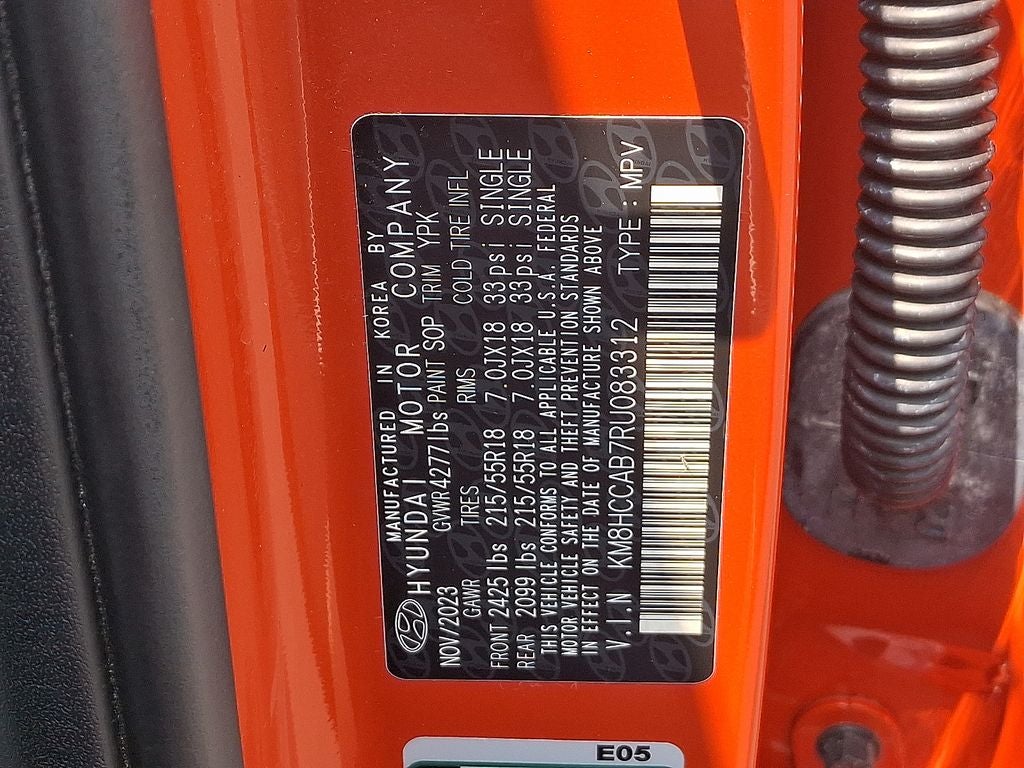 MANUFACTURED IN KOREA BY
HYUNDAI MOTOR COMPANY
NOV/2023 GVWR4277lbs PAINT SOP TRIM YPK
GAWR TIRES RMS COLD TIRE INFL
FRONT 2425 lbs 215/55R18 7.0JX18 33psi SINGLE
REAR 2099 lbs 215/55R18 7.0JX18 33psi SINGLE
THIS VEHICLE CONFORMS TO ALL APPLICABLE U.S.A. FEDERAL
MOTOR VEHICLE SAFETY AND THEFT PREVENTION STANDARDS
IN EFFECT ON THE DATE OF MANUFACTURE SHOWN ABOVE
V.I.N KM8HCCAB7RU083312 TYPE : MPV
E05